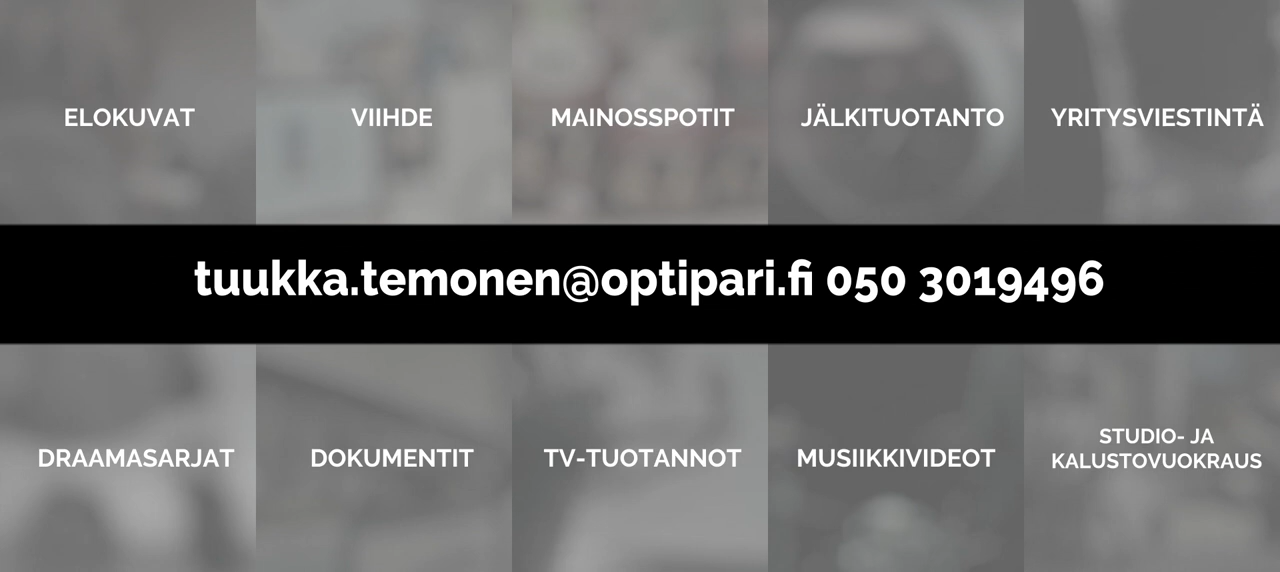 ELOKUVAT
VIIHDE
MAINOSSPOTIT
JÄLKITUOTANTO
YRITYSVIESTINTÄ
tuukka.temonen@optipari.fi 050 3019496
DRAAMASARJAT
DOKUMENTIT
TV-TUOTANNOT
MUSIIKKIVIDEOT
STUDIO- JA
KALUSTOVUOKRAUS